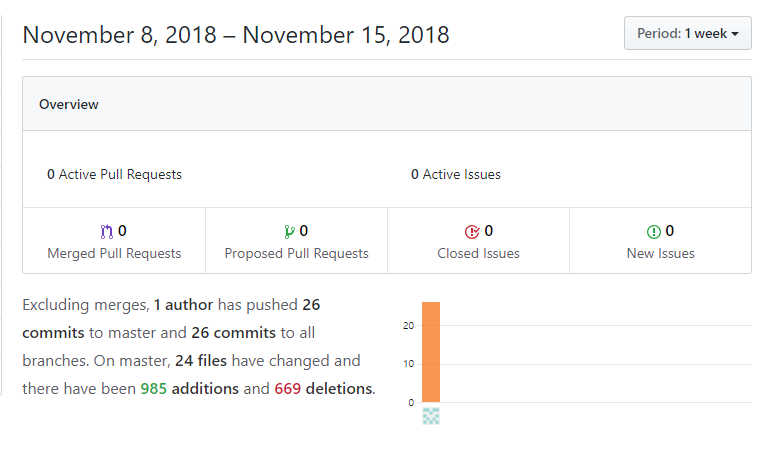 November 8, 2018 – November 15, 2018
Period: 1 week
Overview
0 Active Pull Requests
0 Active Issues
0
Merged Pull Requests
0
Proposed Pull Requests
0
Closed Issues
0
New Issues
Excluding merges, 1 author has pushed 26
commits to master and 26 commits to all
branches. On master, 24 files have changed and
there have been 985 additions and 669 deletions.
20
10
0